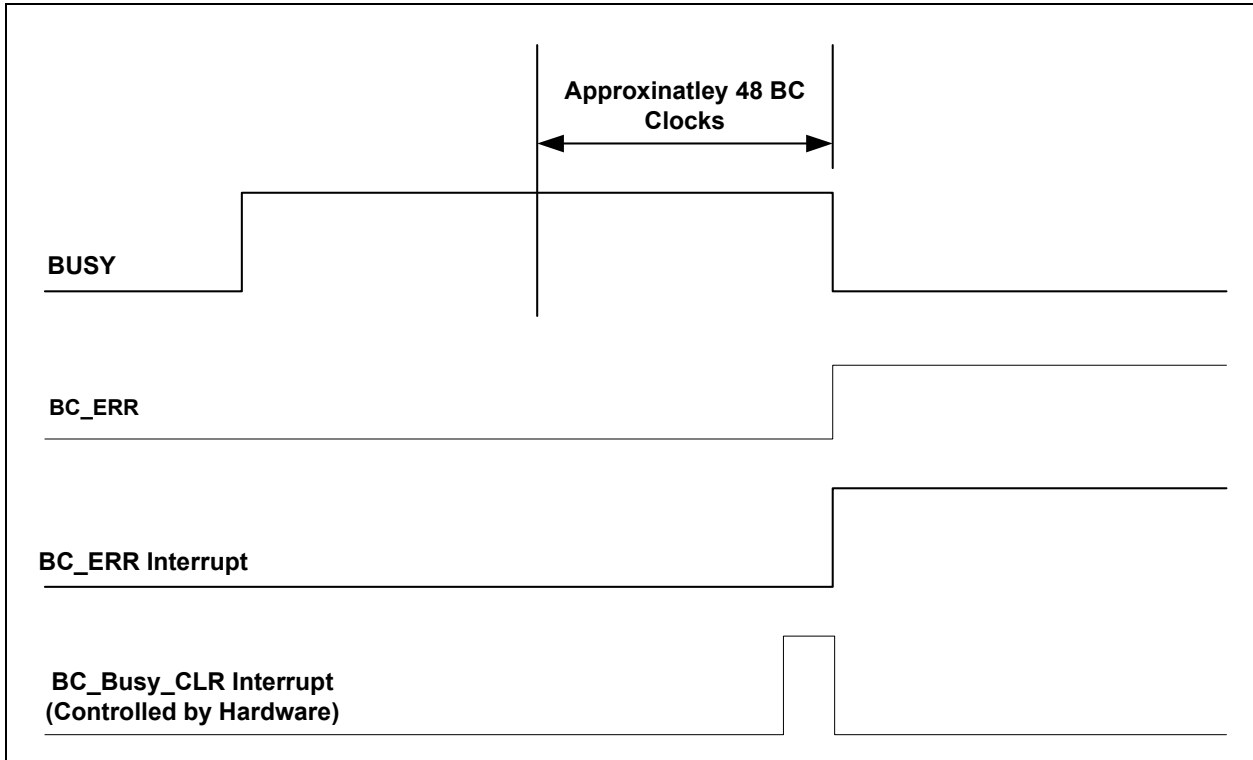 Approxinatley 48 BC
Clocks
BUSY
BC_ERR
BC_ERR Interrupt
BC_Busy_CLR Interrupt
(Controlled by Hardware)